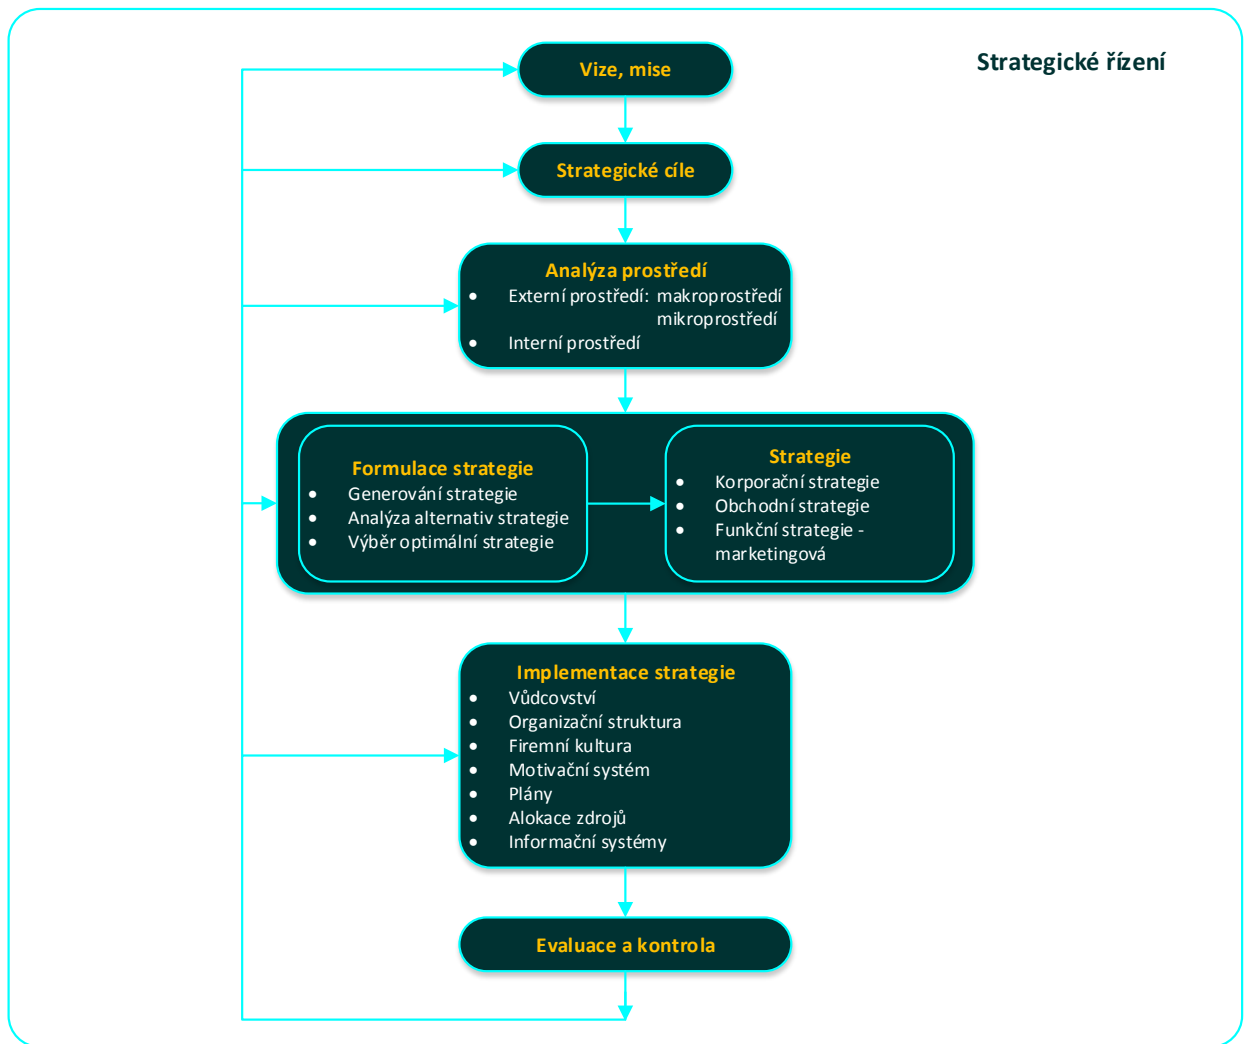 Strategické řízení
Vize, mise
Strategické cíle
Analýza prostředí
• Externí prostředí: makroprostředí
mikroprostředí
• Interní prostředí
Formulace strategie
• Generování strategie
• Analýza alternativ strategie
• Výběr optimální strategie
Strategie
• Korporační strategie
• Obchodní strategie
• Funkční strategie -
marketingová
Implementace strategie
• Vůdcovství
• Organizační struktura
• Firemní kultura
• Motivační systém
• Plány
• Alokace zdrojů
• Informační systémy
Evaluace a kontrola